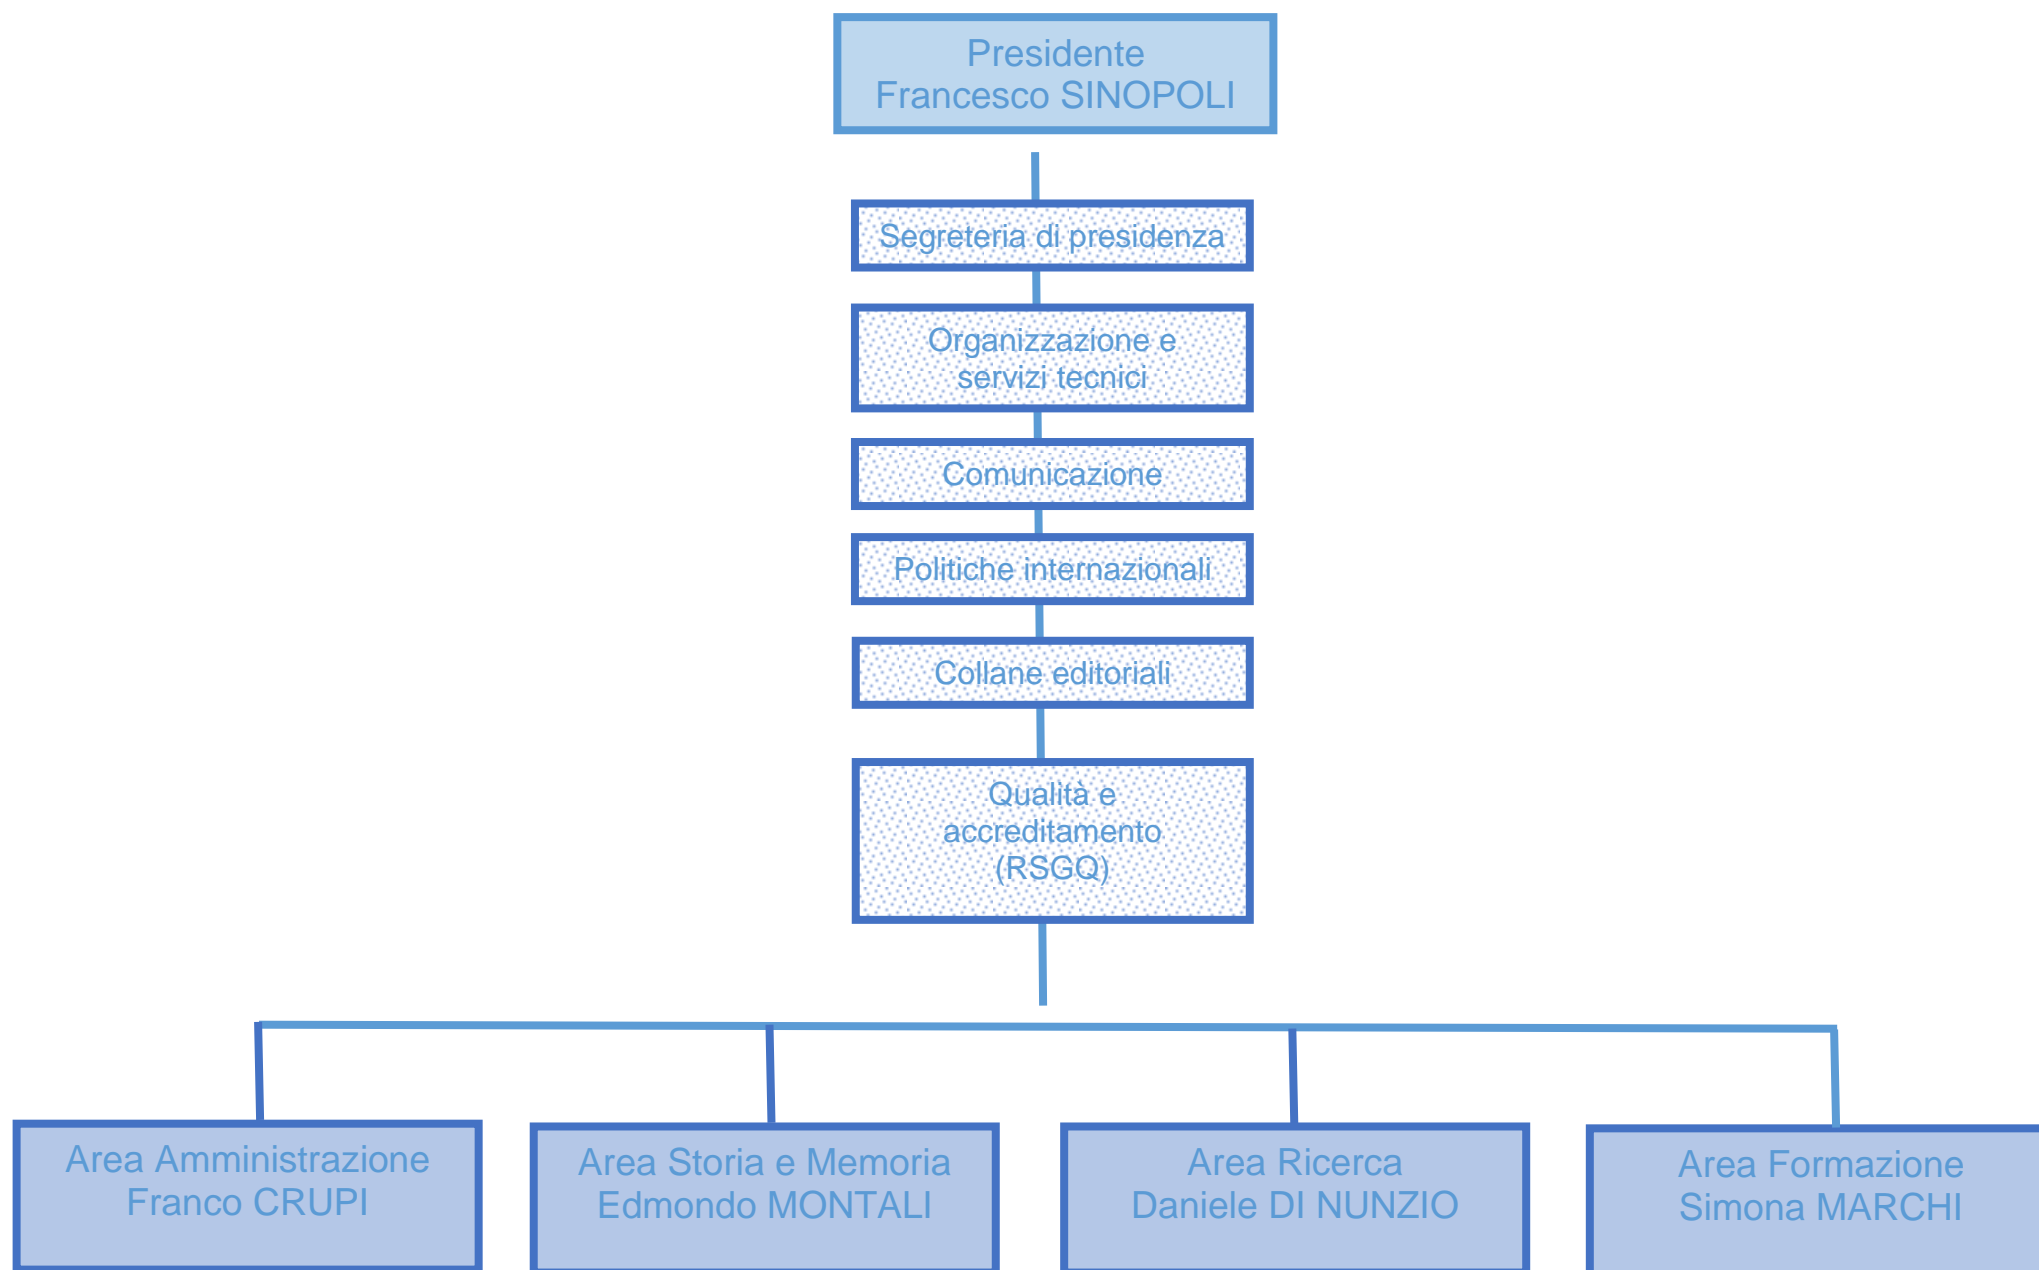 Presidente
Francesco SINOPOLI
Segreteria di presidenza
Organizzazione e
servizi tecnici
Comunicazione
Politiche internazionali
Collane editoriali
Qualità e
accreditamento
(RSGQ)
Area Amministrazione
Franco CRUPI
Area Storia e Memoria
Edmondo MONTALI
Area Ricerca
Daniele DI NUNZIO
Area Formazione
Simona MARCHI